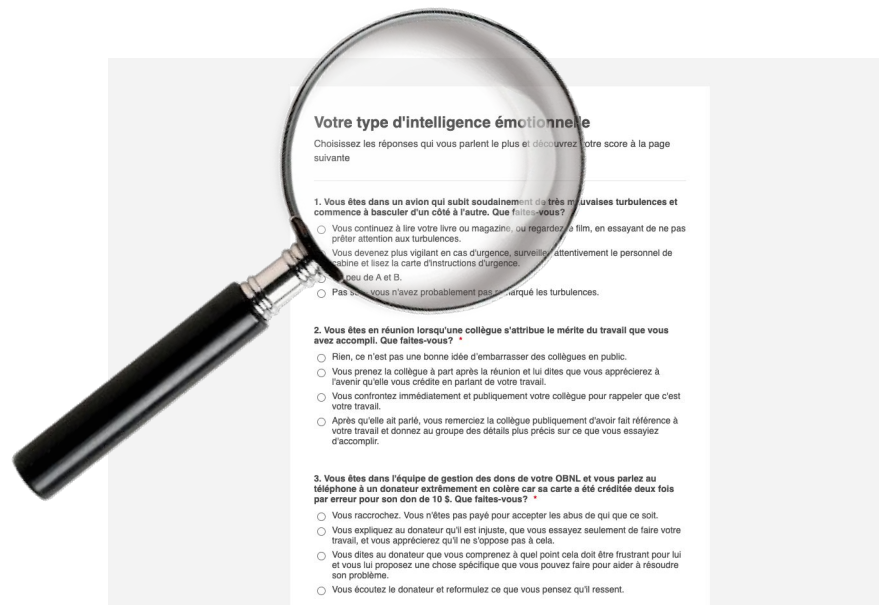 Votre type d'intelligence émotionnelle
Choisissez les réponses qui vous parlent le plus et découvrez votre score à la page
suivante
1. Vous êtes dans un avion qui subit soudainement de très mauvaises turbulences et
commence à basculer d'un côté à l'autre. Que faites-vous?
Vous continuez à lire votre livre ou magazine, ou regardez le film, en essayant de ne pas
prêter attention aux turbulences.
Vous devenez plus vigilant en cas d'urgence, surveillez attentivement le personnel de
cabine et lisez la carte d'instructions d'urgence.
peu de A et B.
Pas vous n'avez probablement pas remarqué les turbulences.
2. Vous êtes en réunion lorsqu'une collègue s'attribue le mérite du travail que vous
avez accompli. Que faites-vous? *
Rien, ce n'est pas une bonne idée d'embarrasser des collègues en public.
Vous prenez la collègue à part après la réunion et lui dites que vous apprécierez à
l'avenir qu'elle vous crédite en parlant de votre travail.
Vous confrontez immédiatement et publiquement votre collègue pour rappeler que c'est
votre travail.
Après qu'elle ait parlé, vous remerciez la collègue publiquement d'avoir fait référence à
votre travail et donnez au groupe des détails plus précis sur ce que vous essayiez
d'accomplir.
3. Vous êtes dans l'équipe de gestion des dons de votre OBNL et vous parlez au
téléphone à un donateur extrêmement en colère car sa carte a été créditée deux fois
par erreur pour son don de 10 $. Que faites-vous? *
Vous raccrochez. Vous n'êtes pas payé pour accepter les abus de qui que ce soit.
Vous expliquez au donateur qu'il est injuste, que vous essayez seulement de faire votre
travail, et vous apprécierez qu'il ne s'oppose pas à cela.
Vous dites au donateur que vous comprenez à quel point cela doit être frustrant pour lui
et vous lui proposez une chose spécifique que vous pouvez faire pour aider à résoudre
son problème.
Vous écoutez le donateur et reformulez ce que vous pensez qu'il ressent.